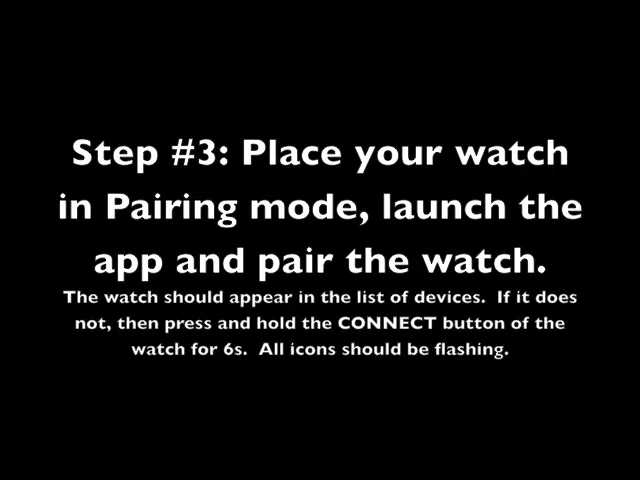 Step #3: Place your watch
in Pairing mode, launch the
app and pair the watch.
The watch should appear in the list of devices.  If it does
not, then press and hold the CONNECT button of the
watch for 6s.  All icons should be flashing.